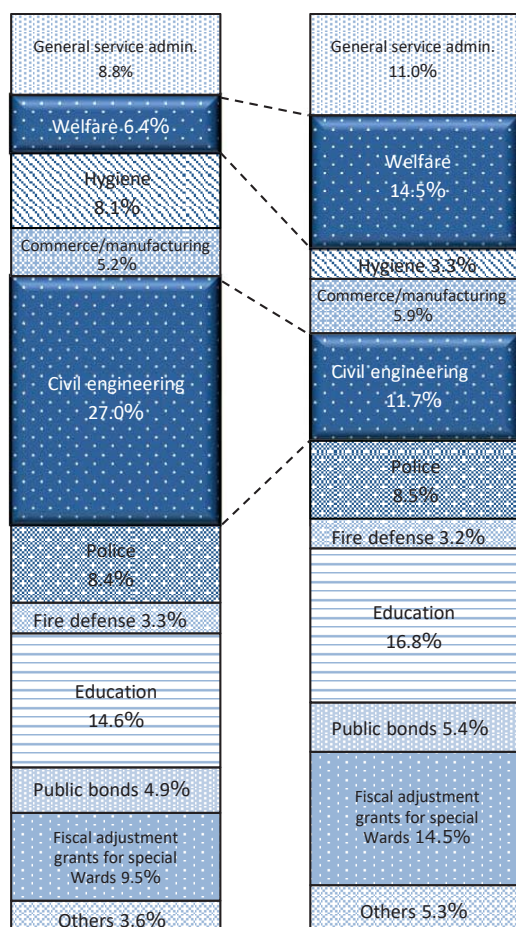 General service admin.
8.8%
Welfare 6.4%
Hygiene
8.1%
Commerce/manufacturing
5.2%
Civil engineering
27.0%
Police
8.4%
Fire defense 3.3%
Education
14.6%
Public bonds 4.9%
Fiscal adjustment
grants for special
Wards 9.5%
Others 3.6%
General service admin.
11.0%
Welfare
14.5%
Hygiene 3.3%
Commerce/manufacturing
5.9%
Civil engineering
11.7%
Police
8.5%
Fire defense 3.2%
Education
16.8%
Public bonds 5.4%
Fiscal adjustment
grants for special
Wards 14.5%
Others 5.3%